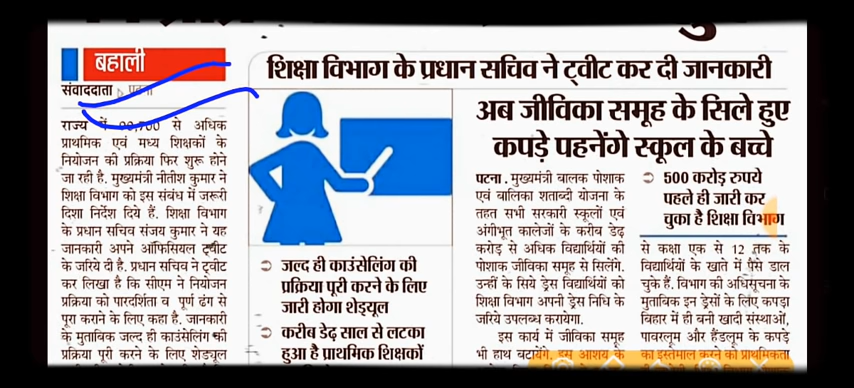 बहाली
शिक्षा विभाग के प्रधान सचिव ने ट्वीट कर दी जानकारी
संवाददाता
राज्य में से अधिक
प्राथमिक एवं मध्य शिक्षकों के
नियोजन की प्रक्रिया फिर शुरू होने
जा रही है. मुख्यमंत्री नीतीश कुमार ने
शिक्षा विभाग को इस संबंध में जरूरी
दिशा निर्देश दिये हैं. शिक्षा विभाग
के प्रधान सचिव संजय कुमार ने यह
जानकारी अपने ऑफिसियल ट्वीट
के जरिये दी है. प्रधान सचिव ने ट्वीट
कर लिखा है कि सीएम ने नियोजन
प्रक्रिया को पारदर्शिता व पूर्ण ढंग से
पूरा कराने के लिए कहा है. जानकारी
के मुताबिक जल्द ही काउंसेलिंग की
प्रक्रिया पूरी करने के लिए शेड्यूल
➲ जल्द ही काउंसेलिंग की
प्रक्रिया पूरी करने के लिए
जारी होगा शेड्यूल
➲ करीब डेढ़ साल से लटका
हुआ है प्राथमिक शिक्षकों
अब जीविका समूह के सिले हुए
कपड़े पहनेंगे स्कूल के बच्चे
पटना. मुख्यमंत्री बालक पोशाक
एवं बालिका शताब्दी योजना के
तहत सभी सरकारी स्कूलों एवं
अंगीभूत कालेजों के करीब डेढ़
करोड़ से अधिक विद्यार्थियों की
पोशाक जीविका समूह से सिलेंगे.
उन्हीं के सिये ड्रेस विद्यार्थियों को
शिक्षा विभाग अपनी ड्रेस निधि के
जरिये उपलब्ध करायेगा.
इस कार्य में जीविका समूह
भी हाथ बटायेंगे. इस आशय के
➲ 500 करोड़ रुपये
पहले ही जारी कर
चुका है शिक्षा विभाग
से कक्षा एक से 12 तक के
विद्यार्थियों के खाते में पैसे डाल
चुके हैं. विभाग की अधिसूचना के
मुताबिक इन ड्रेसों के लिए कपड़ा
बिहार में ही बनी खादी संस्थाओं,
पावरलूम और हैंडलूम के कपड़े
का इस्तेमाल करने को प्राथमिकता